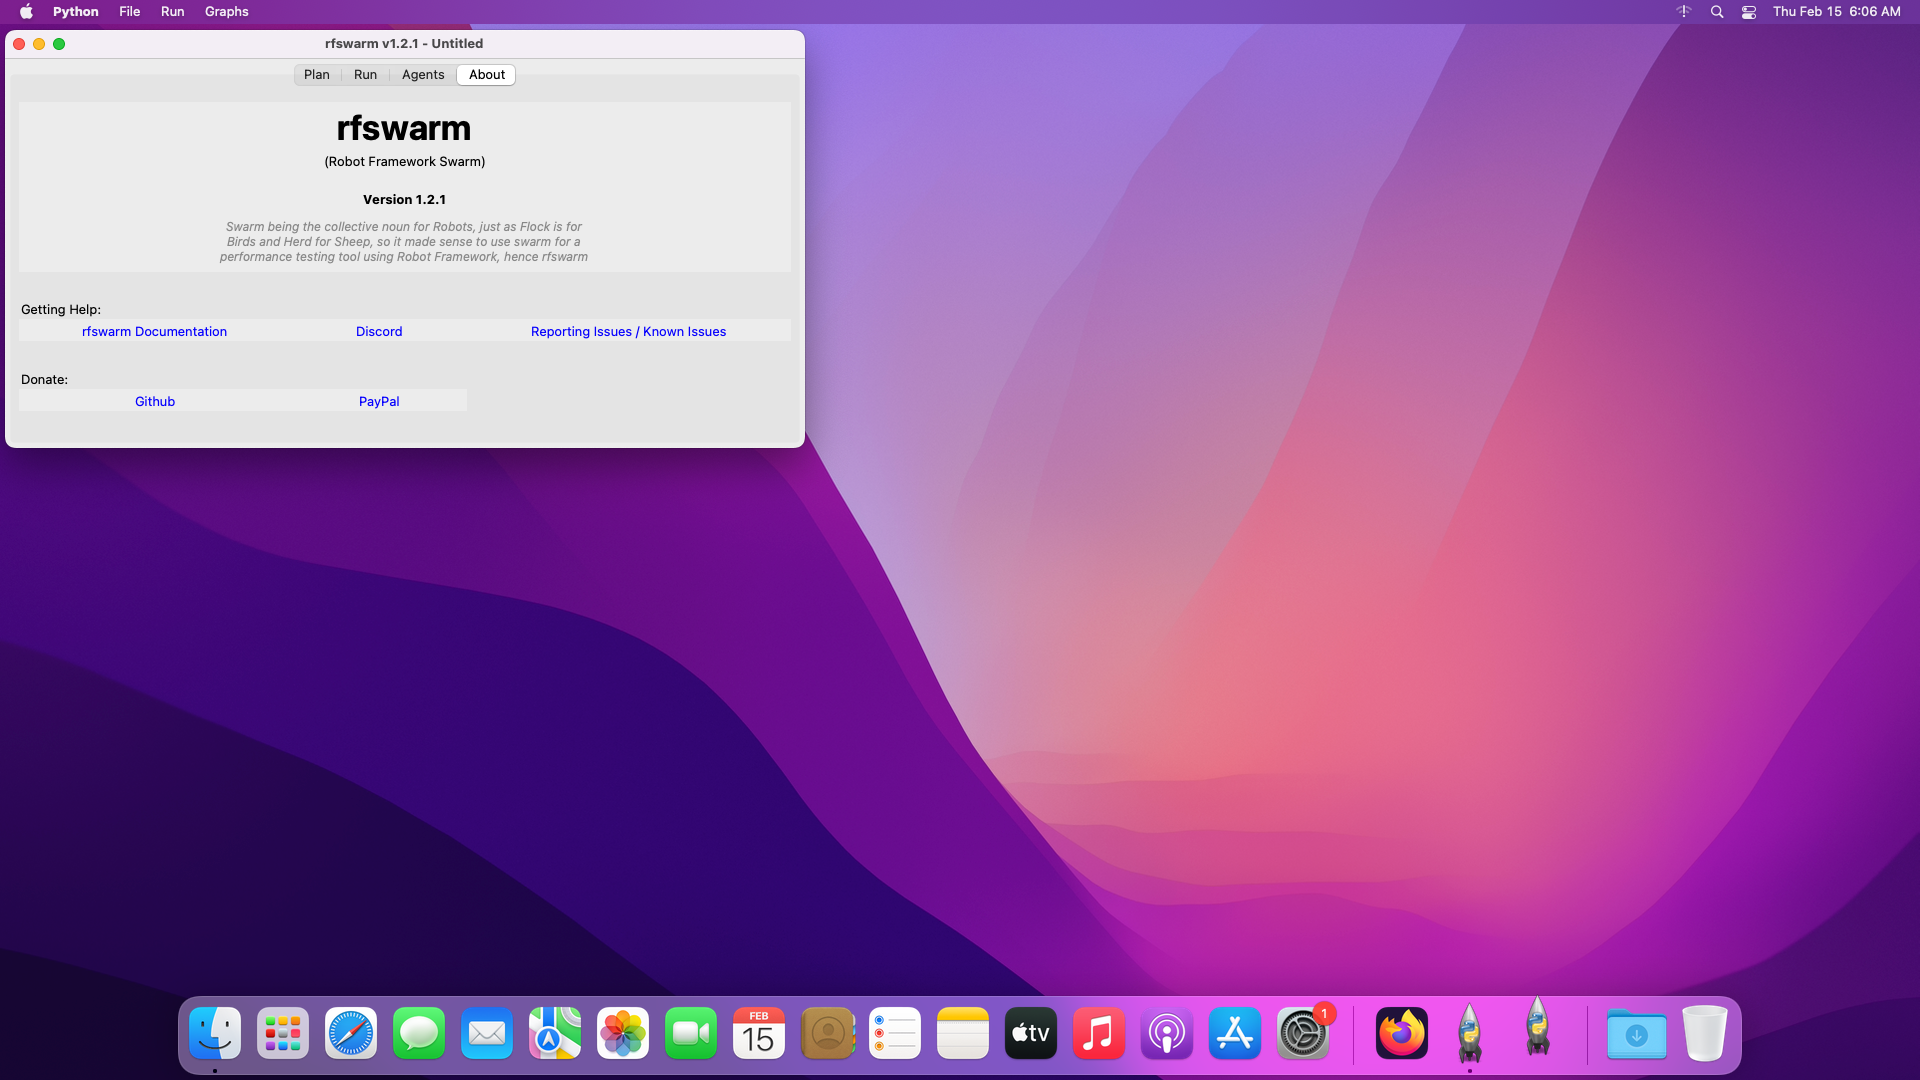 Python File Run Graphs Thu Feb 15 6:06 AM
rfswarm v1.2.1 - Untitled
Plan Run Agents About
rfswarm
(Robot Framework Swarm)
Version 1.2.1
Swarm being the collective noun for Robots, just as Flock is for
Birds and Herd for Sheep, so it made sense to use swarm for a
performance testing tool using Robot Framework, hence rfswarm
Getting Help:
rfswarm Documentation Discord Reporting Issues / Known Issues
Donate:
Github PayPal
FEB
15
tv
1